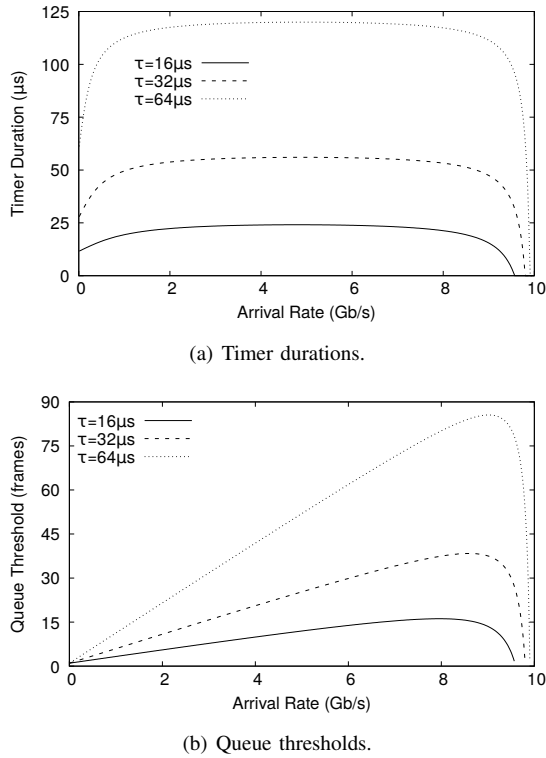 125
100
75
50
25
0
Timer Duration (μs)
τ=16μs
τ=32μs
τ=64μs
0 2 4 6 8 10
Arrival Rate (Gb/s)
(a) Timer durations.
90
75
60
45
30
15
0
Queue Threshold (frames)
τ=16μs
τ=32μs
τ=64μs
0 2 4 6 8 10
Arrival Rate (Gb/s)
(b) Queue thresholds.